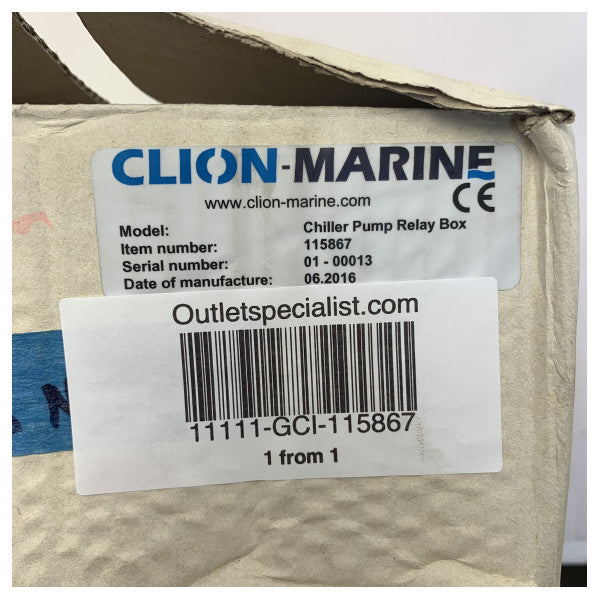 CLION-MARINE
www.clion-marine.com CE
Model: Chiller Pump Relay Box
Item number: 115867
Serial number: 01 - 00013
Date of manufacture: 06.2016
Outletspecialist.com
11111-GCI-115867
1 from 1